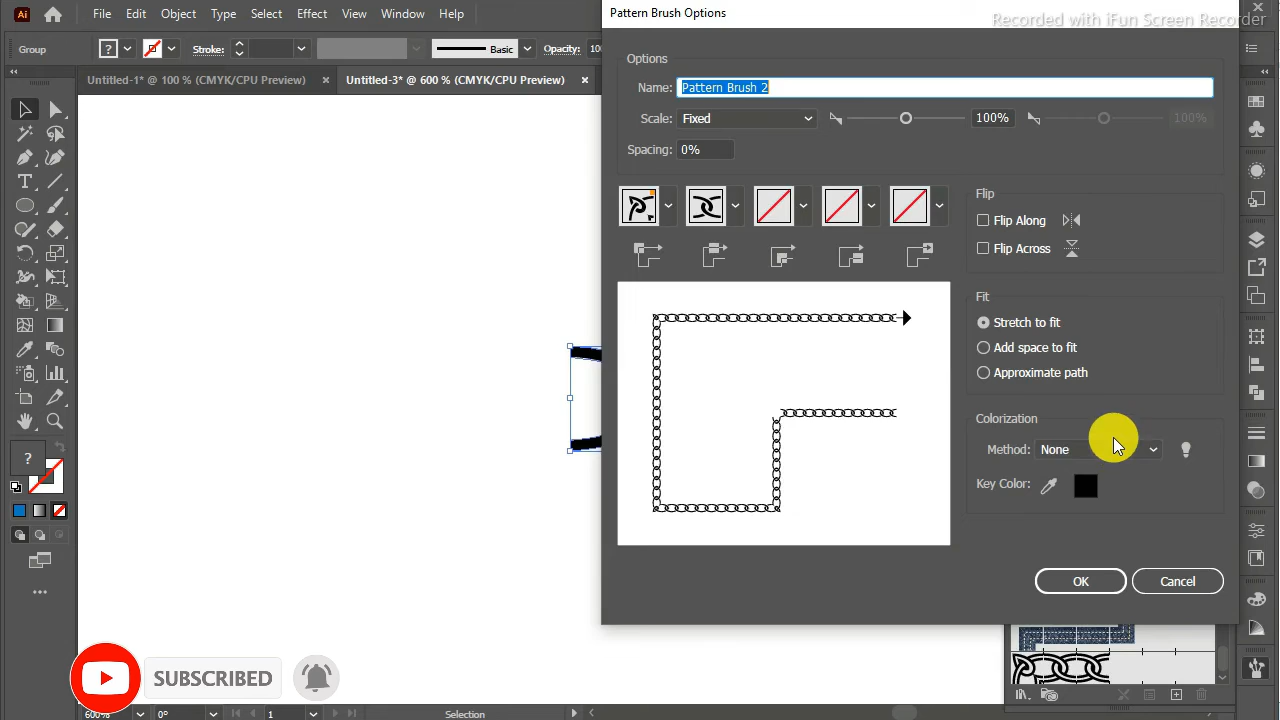 Ai File Edit Object Type Select Effect View Window Help
Pattern Brush Options
Recorded with iFun Screen Recorder
Group ? Stroke: Basic Opacity: 100
Untitled-1* @ 100 % (CMYK/CPU Preview) × Untitled-3* @ 600 % (CMYK/CPU Preview) ×
Options
Name: Pattern Brush 2
Scale: Fixed 100% 100%
Spacing: 0%
Flip
Flip Along
Flip Across
Fit
Stretch to fit
Add space to fit
Approximate path
Colorization
Method: None
Key Color:
?
OK Cancel
SUBSCRIBED
600% 0° 1 Selection